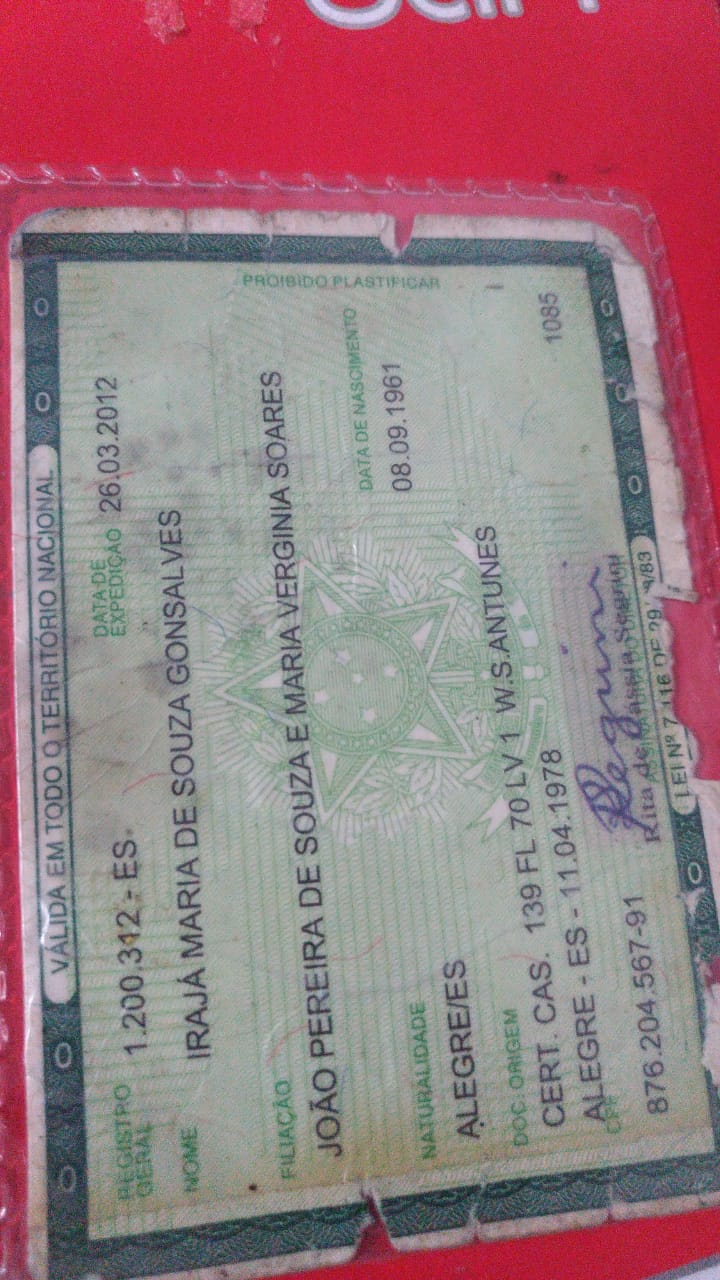 VÁLIDA EM TODO O TERRITÓRIO NACIONAL
REGISTRO GERAL 1.200.312 - ES DATA DE EXPEDIÇÃO 26.03.2012
NOME
IRAJÁ MARIA DE SOUZA GONSALVES
FILIAÇÃO
JOÃO PEREIRA DE SOUZA E MARIA VERGINIA SOARES
PROIBIDO PLASTIFICAR
NATURALIDADE DATA DE NASCIMENTO
ALEGRE/ES 08.09.1961
DOC. ORIGEM
CERT. CAS. 139 FL 70 LV 1 W.S.ANTUNES
ALEGRE - ES - 11.04.1978
CPF
876.204.567-91 1085
Rita de Cássia
LEI Nº 7.116 DE 29